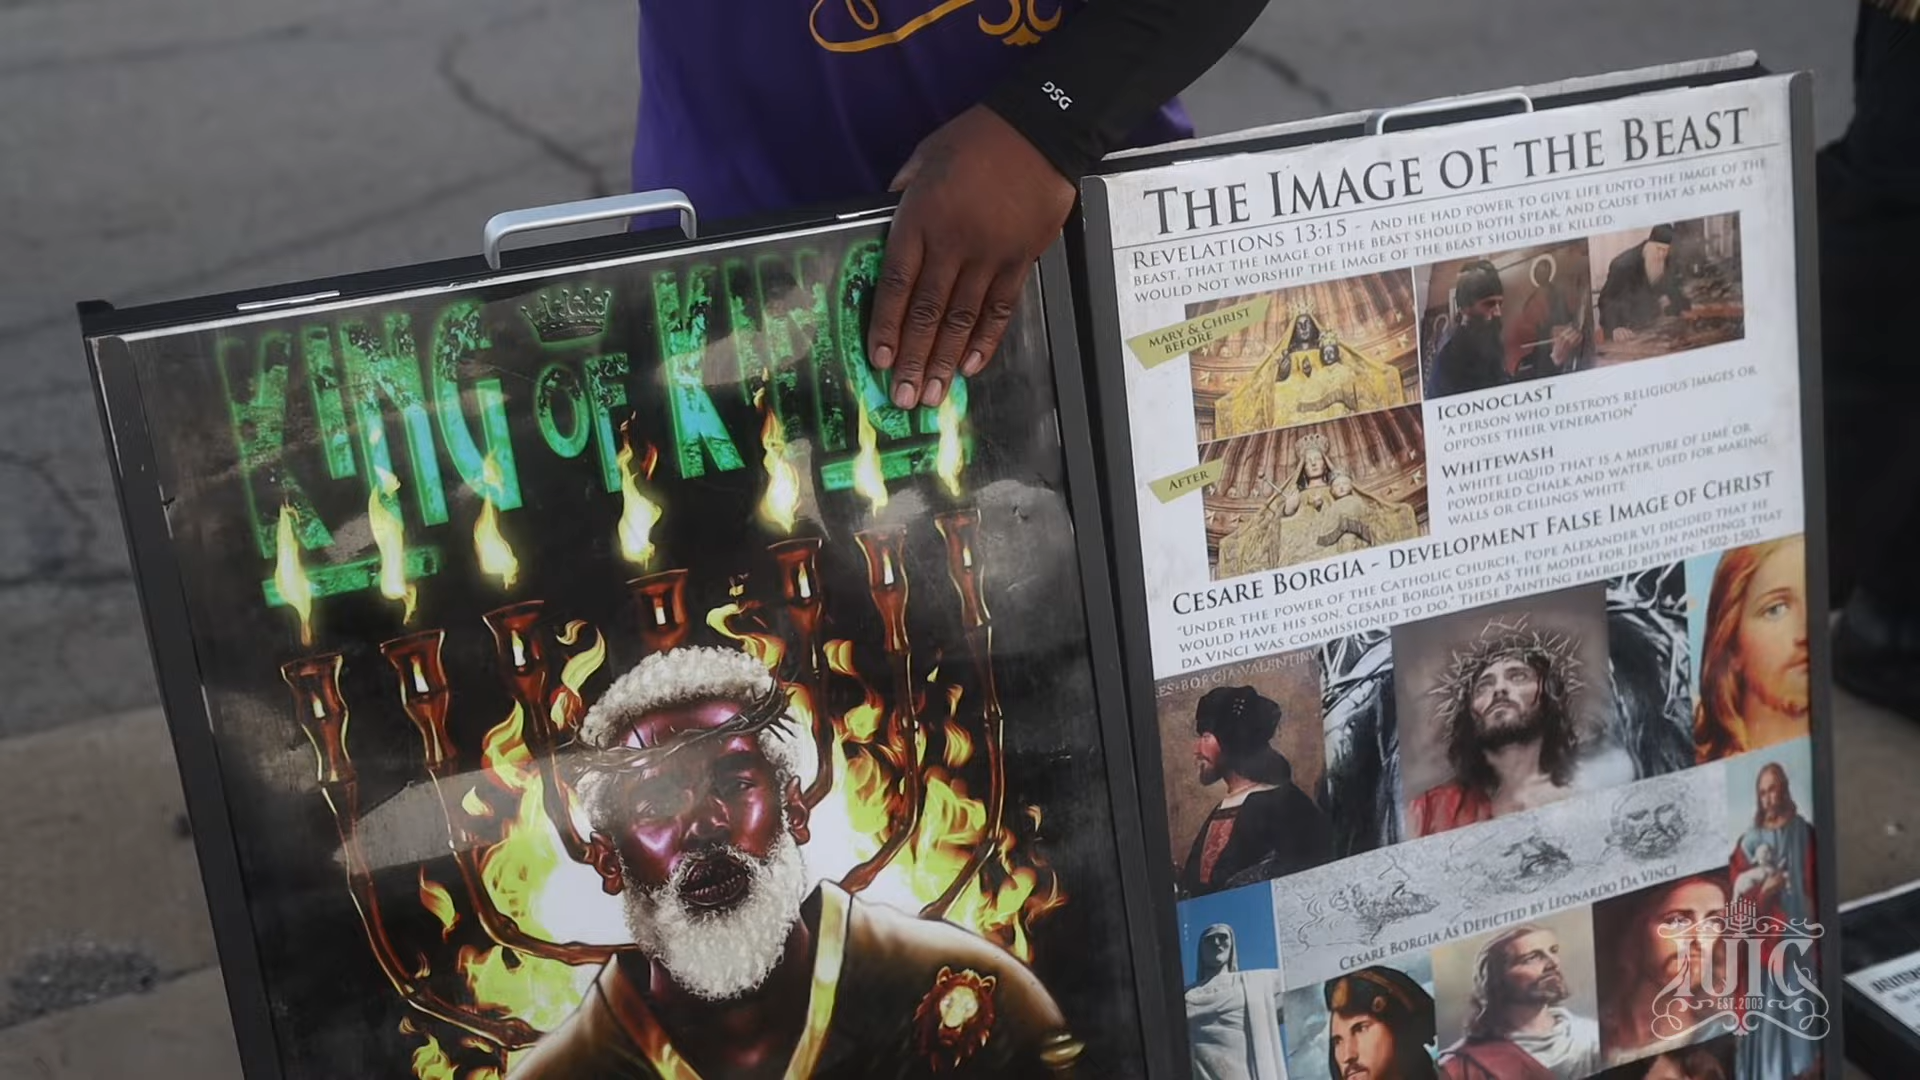 DSG
KING OF KINGS
THE IMAGE OF THE BEAST
REVELATIONS 13:15 - AND HE HAD POWER TO GIVE LIFE UNTO THE IMAGE OF THE
BEAST, THAT THE IMAGE OF THE BEAST SHOULD BOTH SPEAK, AND CAUSE THAT AS MANY AS
WOULD NOT WORSHIP THE IMAGE OF THE BEAST SHOULD BE KILLED.
MARY & CHRIST
BEFORE
AFTER
ICONOCLAST
"A PERSON WHO DESTROYS RELIGIOUS IMAGES OR
OPPOSES THEIR VENERATION"
WHITEWASH
A WHITE LIQUID THAT IS A MIXTURE OF LIME OR
POWDERED CHALK AND WATER, USED FOR MAKING
WALLS OR CEILINGS WHITE
CESARE BORGIA - DEVELOPMENT FALSE IMAGE OF CHRIST
"UNDER THE POWER OF THE CATHOLIC CHURCH, POPE ALEXANDER VI DECIDED THAT HE
WOULD HAVE HIS SON, CESARE BORGIA USED AS THE MODEL FOR JESUS IN PAINTINGS THAT
DA VINCI WAS COMMISSIONED TO DO." THESE PAINTING EMERGED BETWEEN: 1502-1503.
ES·BORGIA·VALENTINV
CESARE BORGIA AS DEPICTED BY LEONARDO DA VINCI
IUIC
EST. 2003